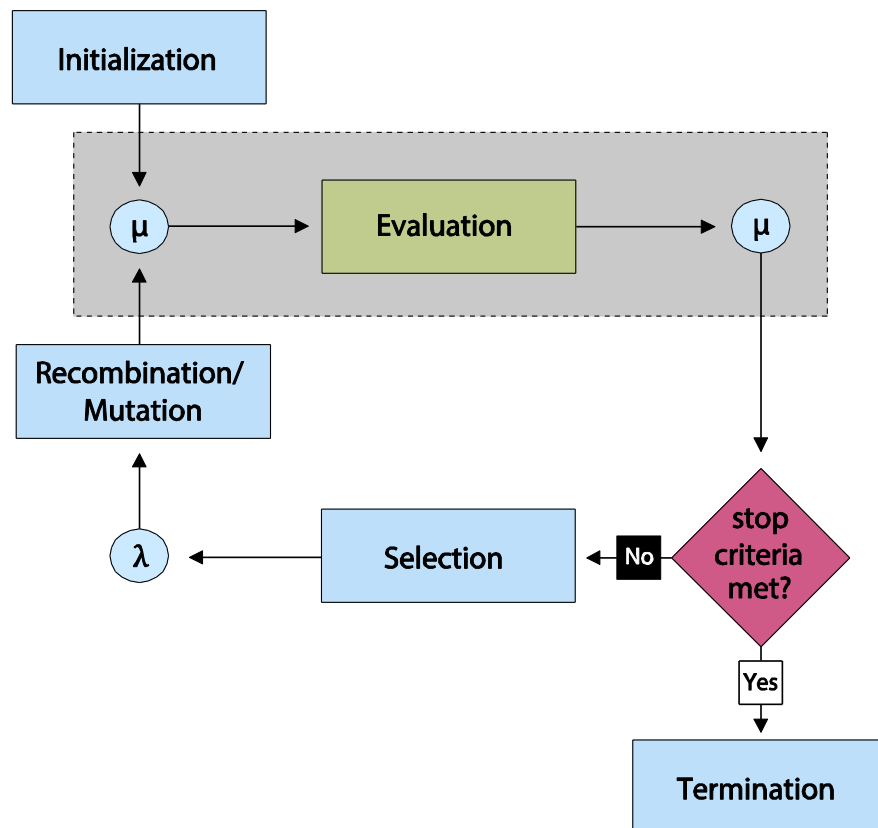 Initialization
μ
Evaluation
μ
Recombination/
Mutation
stop
criteria
met?
No
Selection
λ
Yes
Termination